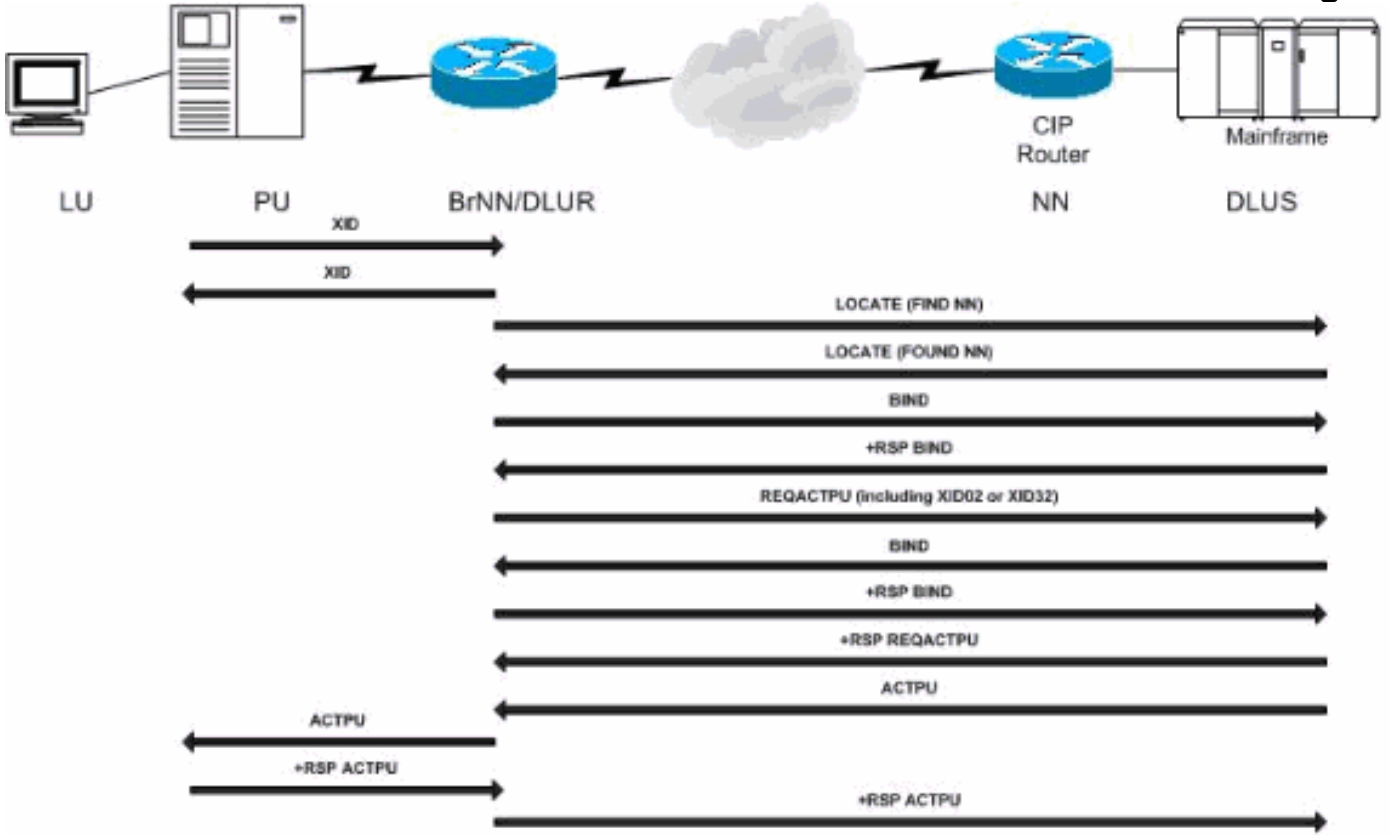 CIP
Router
Mainframe
LU
PU
BrNN/DLUR
NN
DLUS
XID
XID
LOCATE (FIND NN)
LOCATE (FOUND NN)
BIND
+RSP BIND
REQACTPU (including XID02 or XID32)
BIND
+RSP BIND
+RSP REQACTPU
ACTPU
ACTPU
+RSP ACTPU
+RSP ACTPU